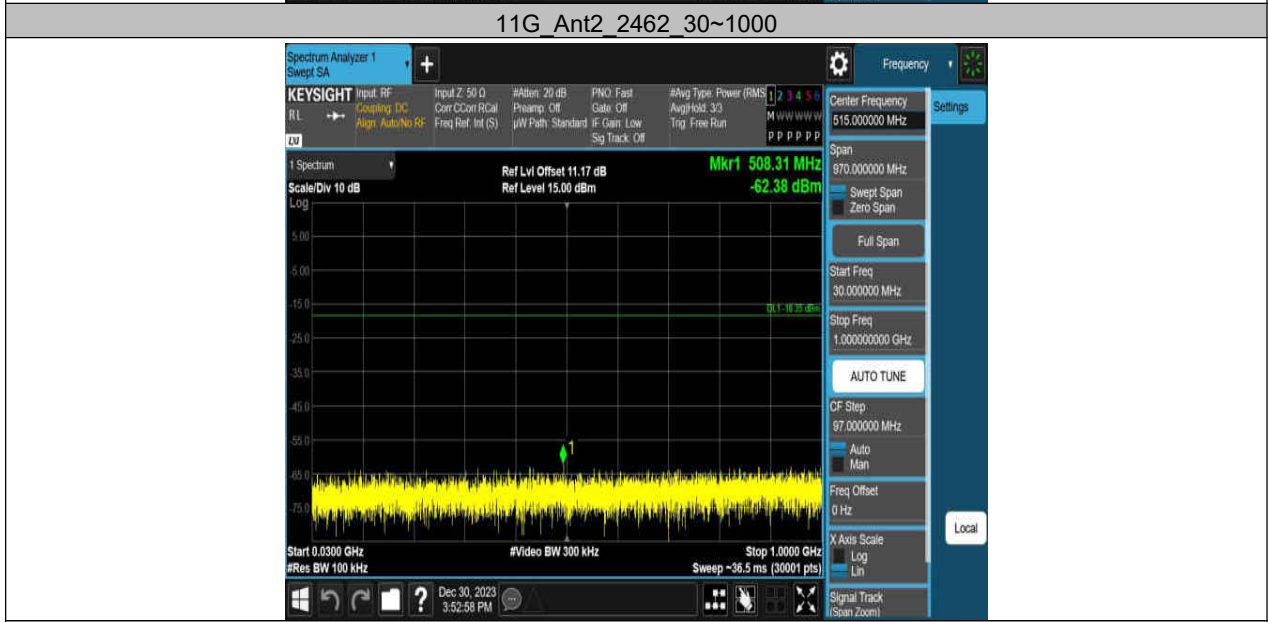 11G_Ant2_2462_30~1000
Spectrum Analyzer 1
Swept SA
+
Frequency
KEYSIGHT
RL
LXI
Input: RF
Coupling: DC
Align: Auto/No RF
Input Z: 50 Ω
Corr CCorr RCal
Freq Ref: Int (S)
#Atten: 20 dB
Preamp: Off
µW Path: Standard
PNO: Fast
Gate: Off
IF Gain: Low
Sig Track: Off
#Avg Type: Power (RMS
Avg|Hold: 3/3
Trig: Free Run
1 2 3 4 5 6
M W W W W W
P P P P P P
1 Spectrum
Scale/Div 10 dB
Log
Ref Lvl Offset 11.17 dB
Ref Level 15.00 dBm
Mkr1 508.31 MHz
-62.38 dBm
5.00
-5.00
-15.0
-25.0
-35.0
-45.0
-55.0
-65.0
-75.0
1
Start 0.0300 GHz
#Res BW 100 kHz
#Video BW 300 kHz
Stop 1.0000 GHz
Sweep ~36.5 ms (30001 pts)
Dec 30, 2023
3:52:58 PM
Center Frequency
515.000000 MHz
Settings
Span
970.000000 MHz
Swept Span
Zero Span
Full Span
Start Freq
30.000000 MHz
Stop Freq
1.000000000 GHz
AUTO TUNE
CF Step
97.000000 MHz
Auto
Man
Freq Offset
0 Hz
Local
X Axis Scale
Log
Lin
Signal Track
(Span Zoom)